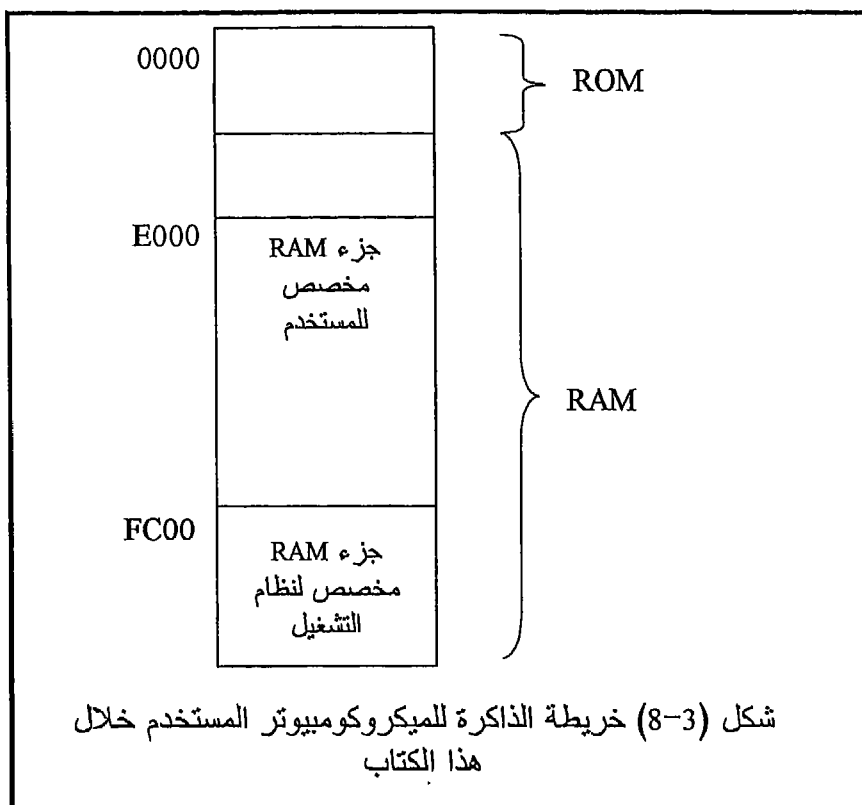 0000
ROM
E000
جزء RAM
مخصص
للمستخدم
RAM
FC00
جزء RAM
مخصص لنظام
التشغيل
شكل (3-8) خريطة الذاكرة للميكروكومبيوتر المستخدم خلال
هذا الكتاب